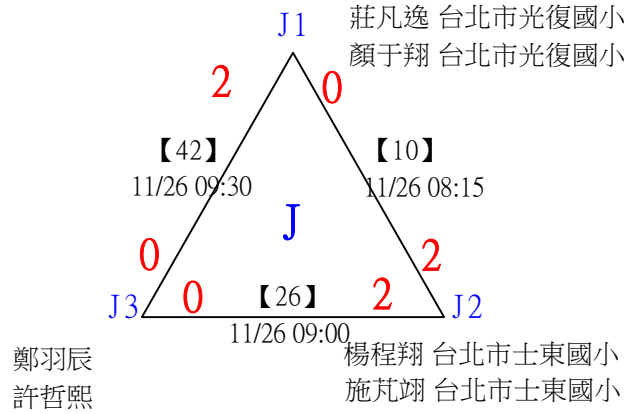 J1
莊凡逸 台北市光復國小
顏于翔 台北市光復國小
2
0
【42】
11/26 09:30
【10】
11/26 08:15
J
0
2
J3
0
【26】
2
J2
11/26 09:00
鄭羽辰
許哲熙
楊程翔 台北市士東國小
施芃翊 台北市士東國小